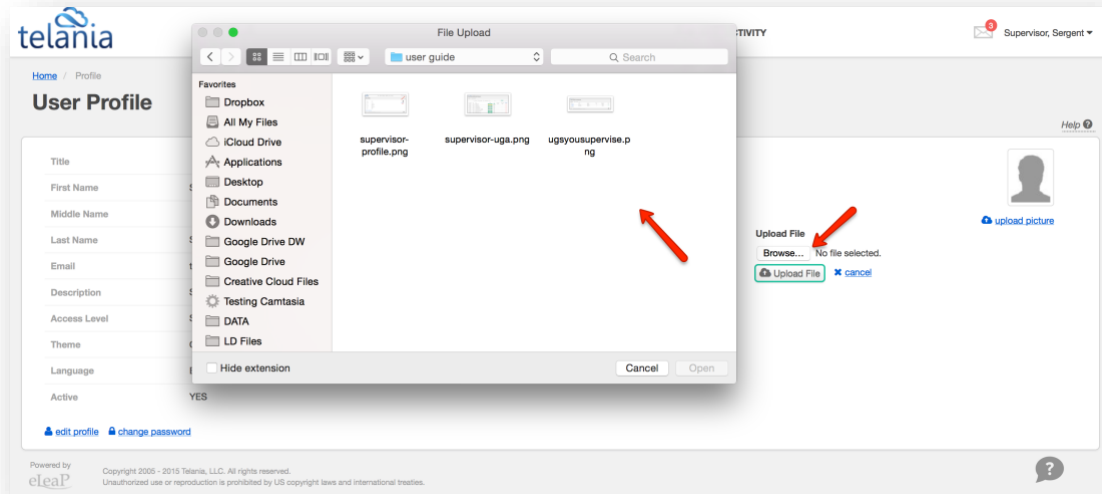 telania
File Upload
CTIVITY
3
Supervisor, Sergent
user guide
Search
Home / Profile
User Profile
Help
Favorites
Dropbox
All My Files
iCloud Drive
Applications
Desktop
Documents
Downloads
Google Drive DW
Google Drive
Creative Cloud Files
Testing Camtasia
DATA
LD Files
supervisor-
profile.png
supervisor-uga.png
ugsyousupervise.p
ng
Hide extension
Cancel
Open
Title
First Name
S
Middle Name
Last Name
S
Email
t
Description
S
Access Level
S
Theme
Language
Active
YES
upload picture
Upload File
Browse...
No file selected.
Upload File
cancel
edit profile
change password
Powered by
eLeaP
Copyright 2005 - 2015 Telania, LLC. All rights reserved.
Unauthorized use or reproduction is prohibited by US copyright laws and international treaties.
?